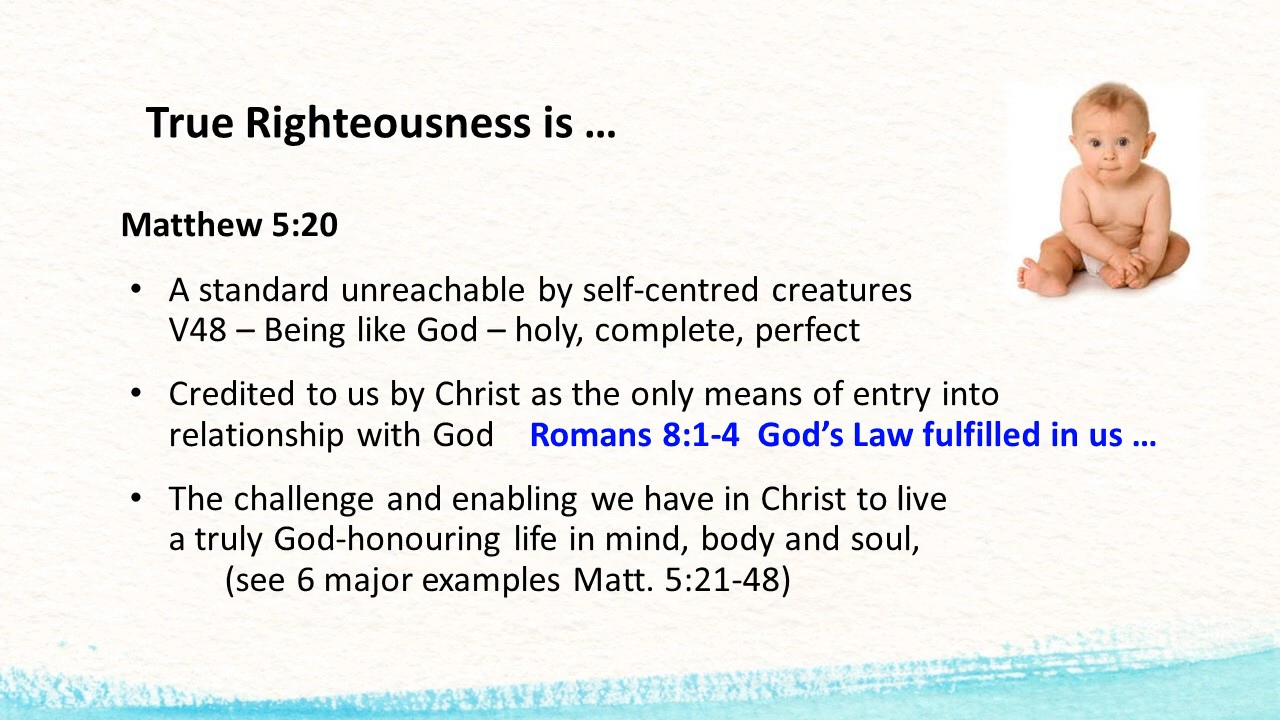 True Righteousness is …
Matthew 5:20
• A standard unreachable by self-centred creatures
V48 – Being like God – holy, complete, perfect
• Credited to us by Christ as the only means of entry into
relationship with God Romans 8:1-4 God’s Law fulfilled in us …
• The challenge and enabling we have in Christ to live
a truly God-honouring life in mind, body and soul,
(see 6 major examples Matt. 5:21-48)